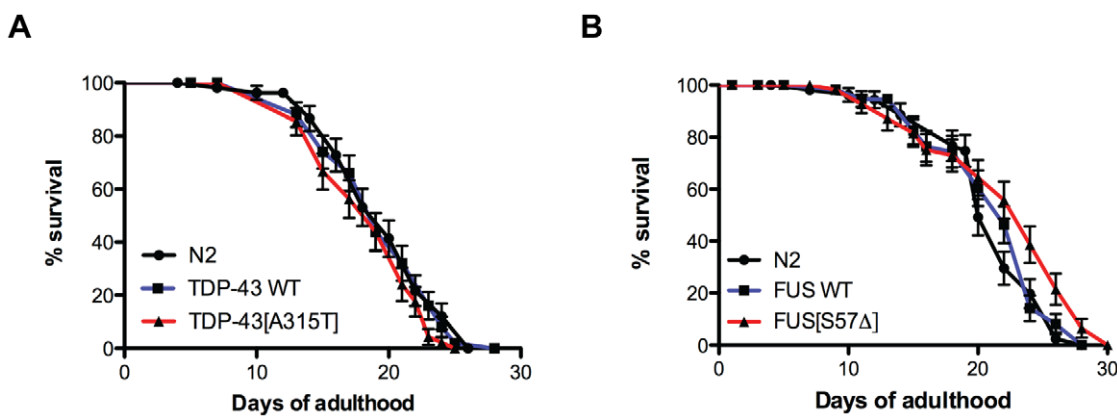 A
B
% survival
100
80
60
40
20
0
N2
TDP-43 WT
TDP-43[A315T]
0
10
20
30
Days of adulthood
% survival
100
80
60
40
20
0
N2
FUS WT
FUS[S57Δ]
0
10
20
30
Days of adulthood